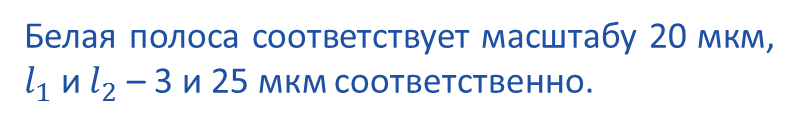 Белая полоса соответствует масштабу 20 мкм,
l₁ и l₂ – 3 и 25 мкм соответственно.